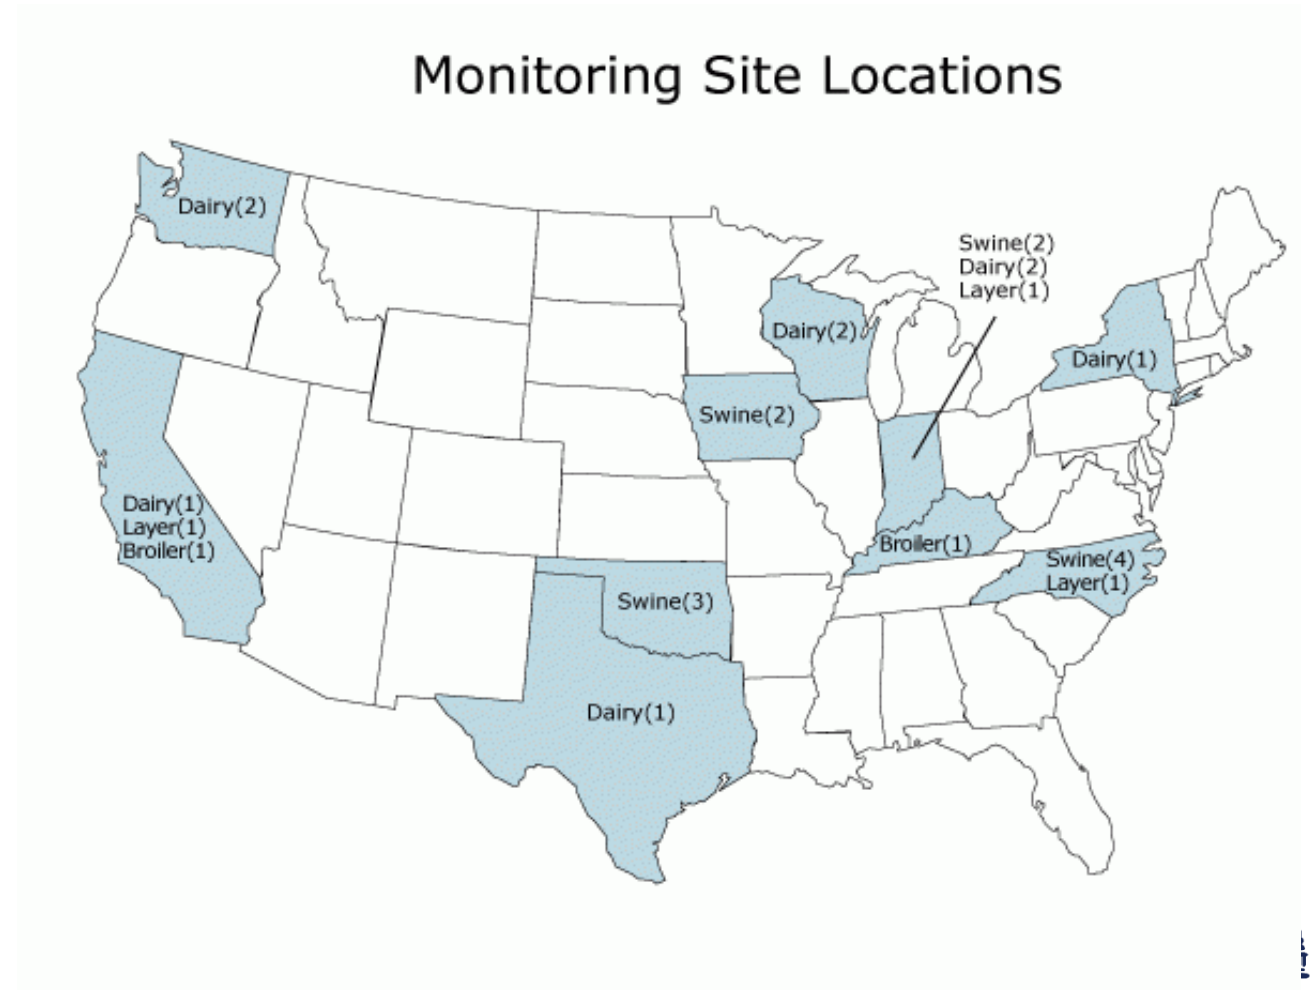 Monitoring Site Locations
Dairy(2)
Swine(2)
Dairy(2)
Layer(1)
Dairy(2)
Dairy(1)
Swine(2)
Dairy(1)
Layer(1)
Broiler(1)
Broiler(1)
Swine(4)
Layer(1)
Swine(3)
Dairy(1)